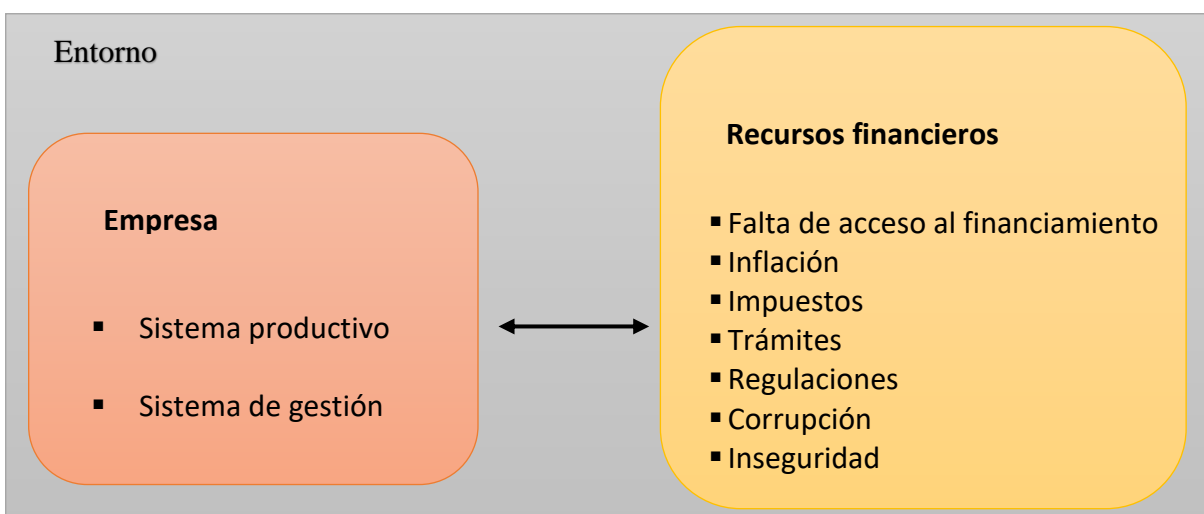 Entorno
Empresa
▪ Sistema productivo
▪ Sistema de gestión
Recursos financieros
▪ Falta de acceso al financiamiento
▪ Inflación
▪ Impuestos
▪ Trámites
▪ Regulaciones
▪ Corrupción
▪ Inseguridad